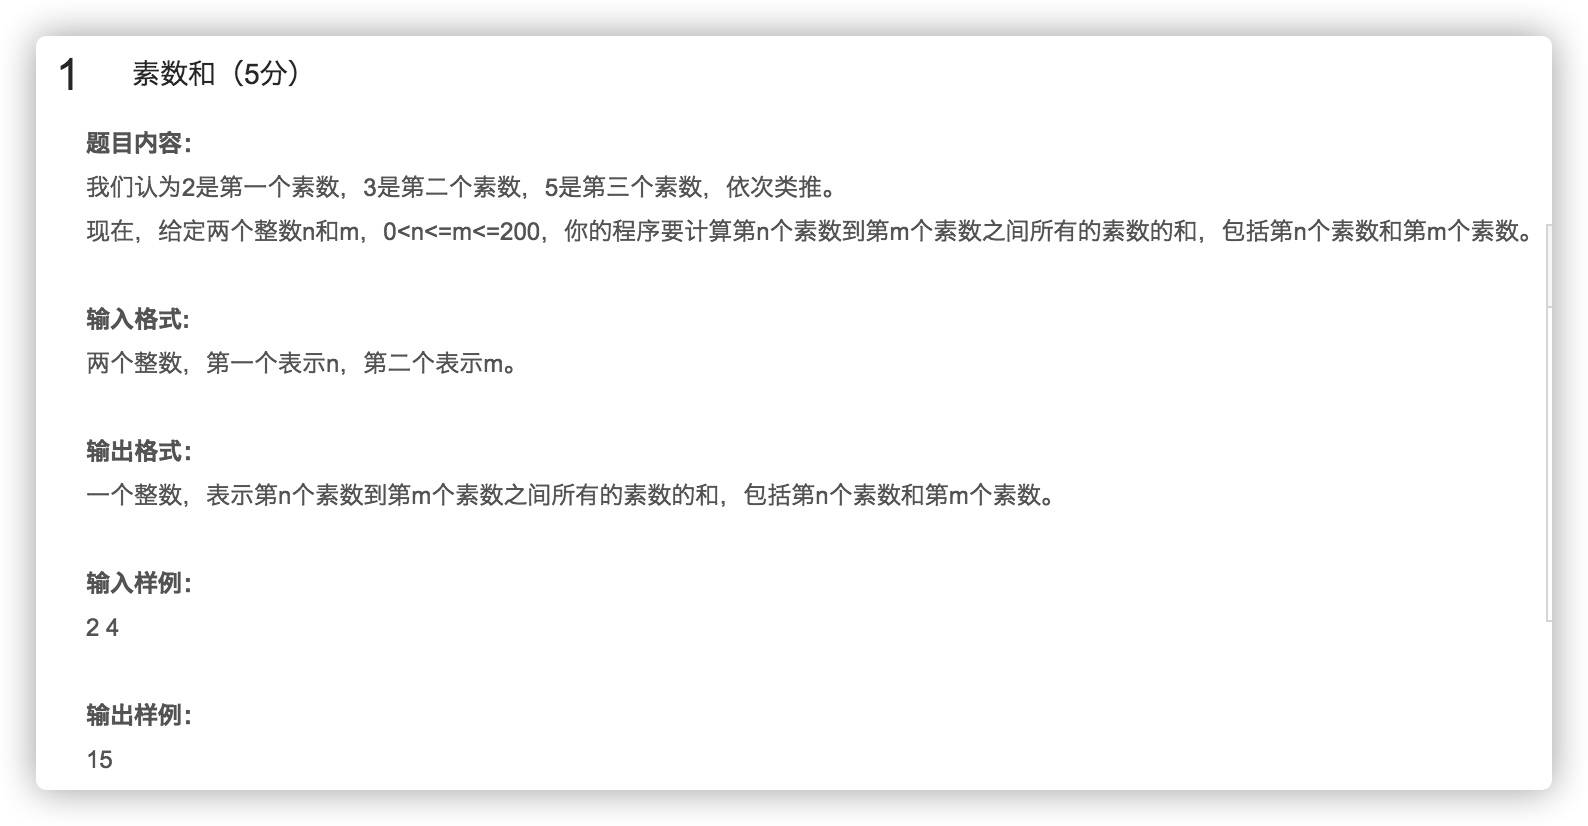 1 素数和（5分）
题目内容：
我们认为2是第一个素数，3是第二个素数，5是第三个素数，依次类推。
现在，给定两个整数n和m，0<n<=m<=200，你的程序要计算第n个素数到第m个素数之间所有的素数的和，包括第n个素数和第m个素数。
输入格式:
两个整数，第一个表示n，第二个表示m。
输出格式：
一个整数，表示第n个素数到第m个素数之间所有的素数的和，包括第n个素数和第m个素数。
输入样例：
2 4
输出样例：
15